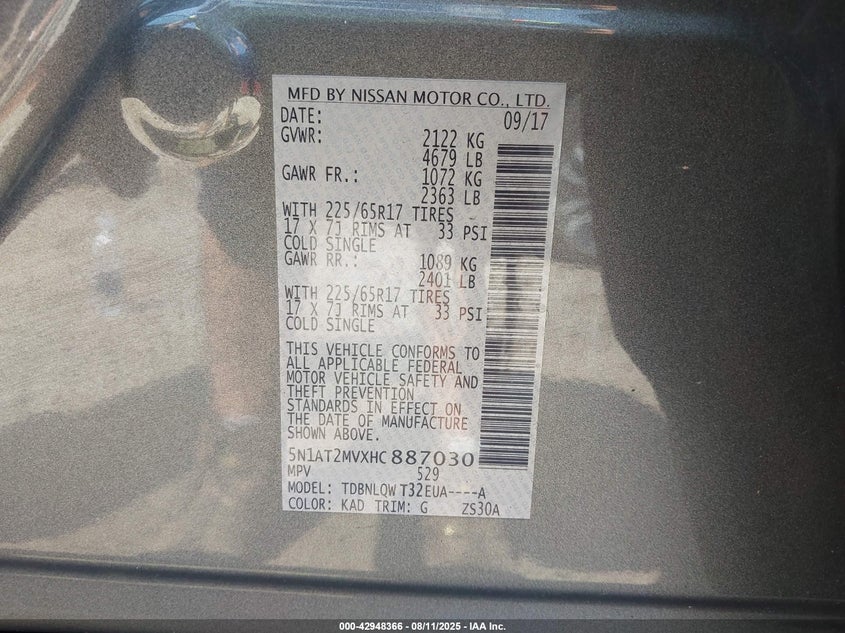 MFD BY NISSAN MOTOR CO., LTD.
DATE: 09/17
GVWR: 2122 KG
4679 LB
GAWR FR.: 1072 KG
2363 LB
WITH 225/65R17 TIRES
17 X 7J RIMS AT 33 PSI
COLD SINGLE
GAWR RR.: 1089 KG
2401 LB
WITH 225/65R17 TIRES
17 X 7J RIMS AT 33 PSI
COLD SINGLE
THIS VEHICLE CONFORMS TO
ALL APPLICABLE FEDERAL
MOTOR VEHICLE SAFETY AND
THEFT PREVENTION
STANDARDS IN EFFECT ON
THE DATE OF MANUFACTURE
SHOWN ABOVE.
5N1AT2MVXHC887030
MPV 529
MODEL: TDBNLQW T32EUA----A
COLOR: KAD TRIM: G ZS30A
000-42948366 - 08/11/2025 - IAA Inc.